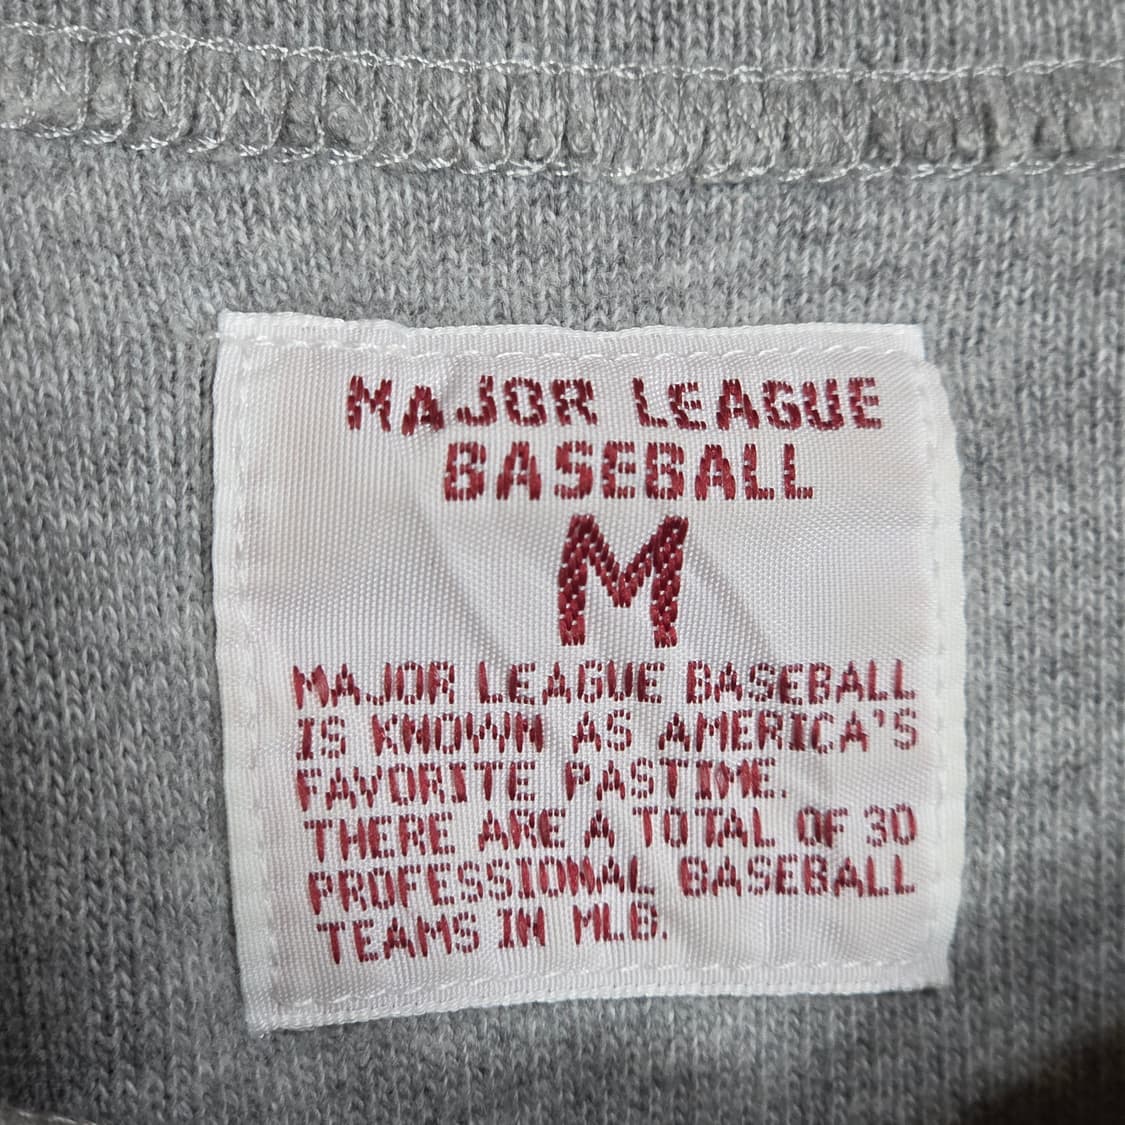 MAJOR LEAGUE
BASEBALL
M
MAJOR LEAGUE BASEBALL
IS KNOWN AS AMERICA'S
FAVORITE PASTIME.
THERE ARE A TOTAL OF 30
PROFESSIONAL BASEBALL
TEAMS IN MLB.